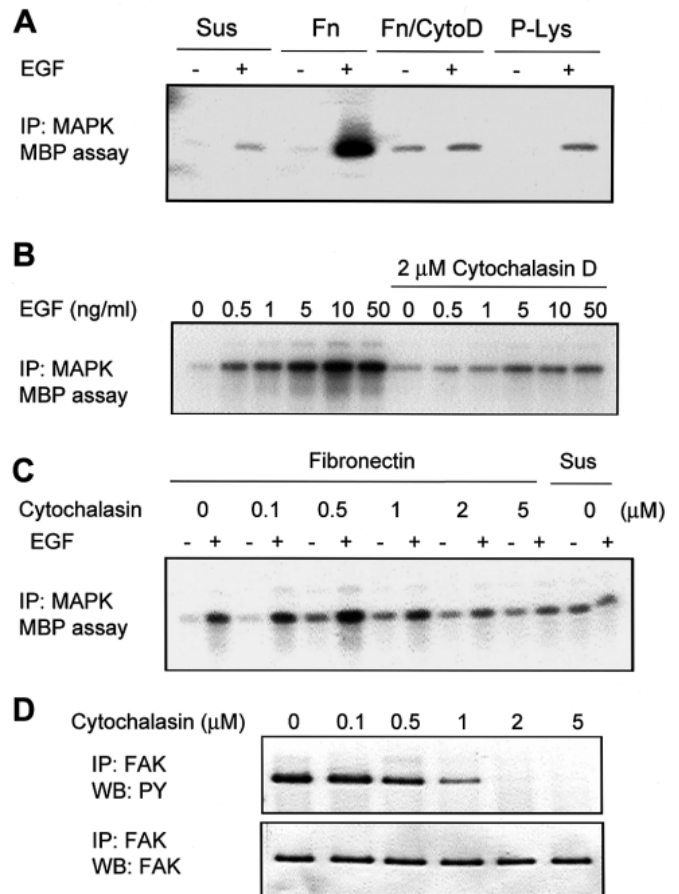 A
Sus Fn Fn/CytoD P-Lys
EGF - + - + - + - +
IP: MAPK
MBP assay
B
2 μM Cytochalasin D
EGF (ng/ml) 0 0.5 1 5 10 50 0 0.5 1 5 10 50
IP: MAPK
MBP assay
C
Fibronectin Sus
Cytochalasin 0 0.1 0.5 1 2 5 0 (μM)
EGF - + - + - + - + - + - + - +
IP: MAPK
MBP assay
D
Cytochalasin (μM) 0 0.1 0.5 1 2 5
IP: FAK
WB: PY
IP: FAK
WB: FAK